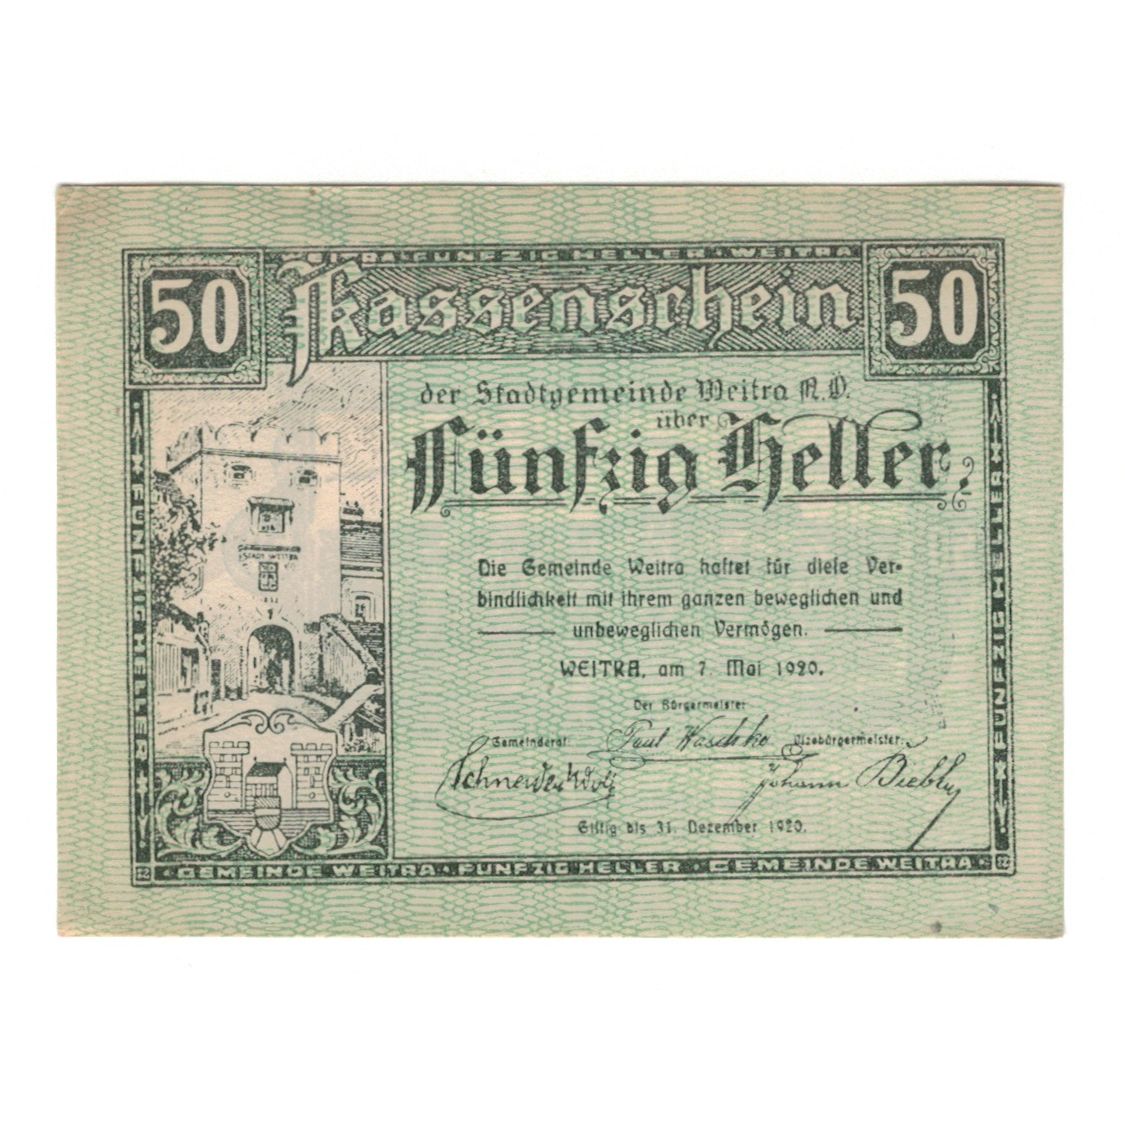 WEITRA·FÜNFZIG HELLER·WEITRA
50 Kassenschein 50
der Stadtgemeinde Weitra N.Ö.
über
Fünfzig Heller.
STADT WEITRA
Die Gemeinde Weitra haftet für diese Ver-
bindlichkeit mit ihrem ganzen beweglichen und
unbeweglichen Vermögen.
WEITRA, am 7. Mai 1920.
Der Bürgermeister
Gemeinderat: Paul Waschko Vizebürgermeister:
Schneider Adolf Johann Biebly
Giltig bis 31. Dezember 1920.
FÜNFZIG HELLER
FÜNFZIG HELLER
·GEMEINDE WEITRA·FÜNFZIG HELLER·GEMEINDE WEITRA·